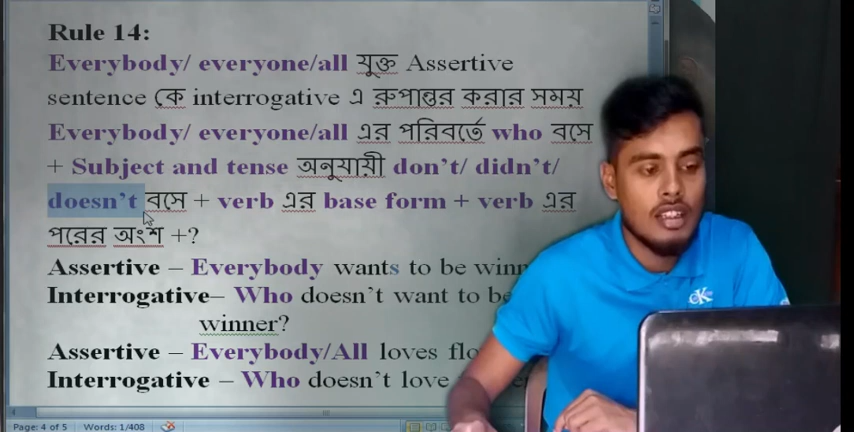 Rule 14:
Everybody/ everyone/all যুক্ত Assertive
sentence কে interrogative এ রুপান্তর করার সময়
Everybody/ everyone/all এর পরিবর্তে who বসে
+ Subject and tense অনুযায়ী don't/ didn't/
doesn't বসে + verb এর base form + verb এর
পরের অংশ +?
Assertive – Everybody wants to be
Interrogative– Who doesn't want to be
winner?
Assertive – Everybody/All loves
Interrogative – Who doesn't love
Page: 4 of 5 Words: 1/408